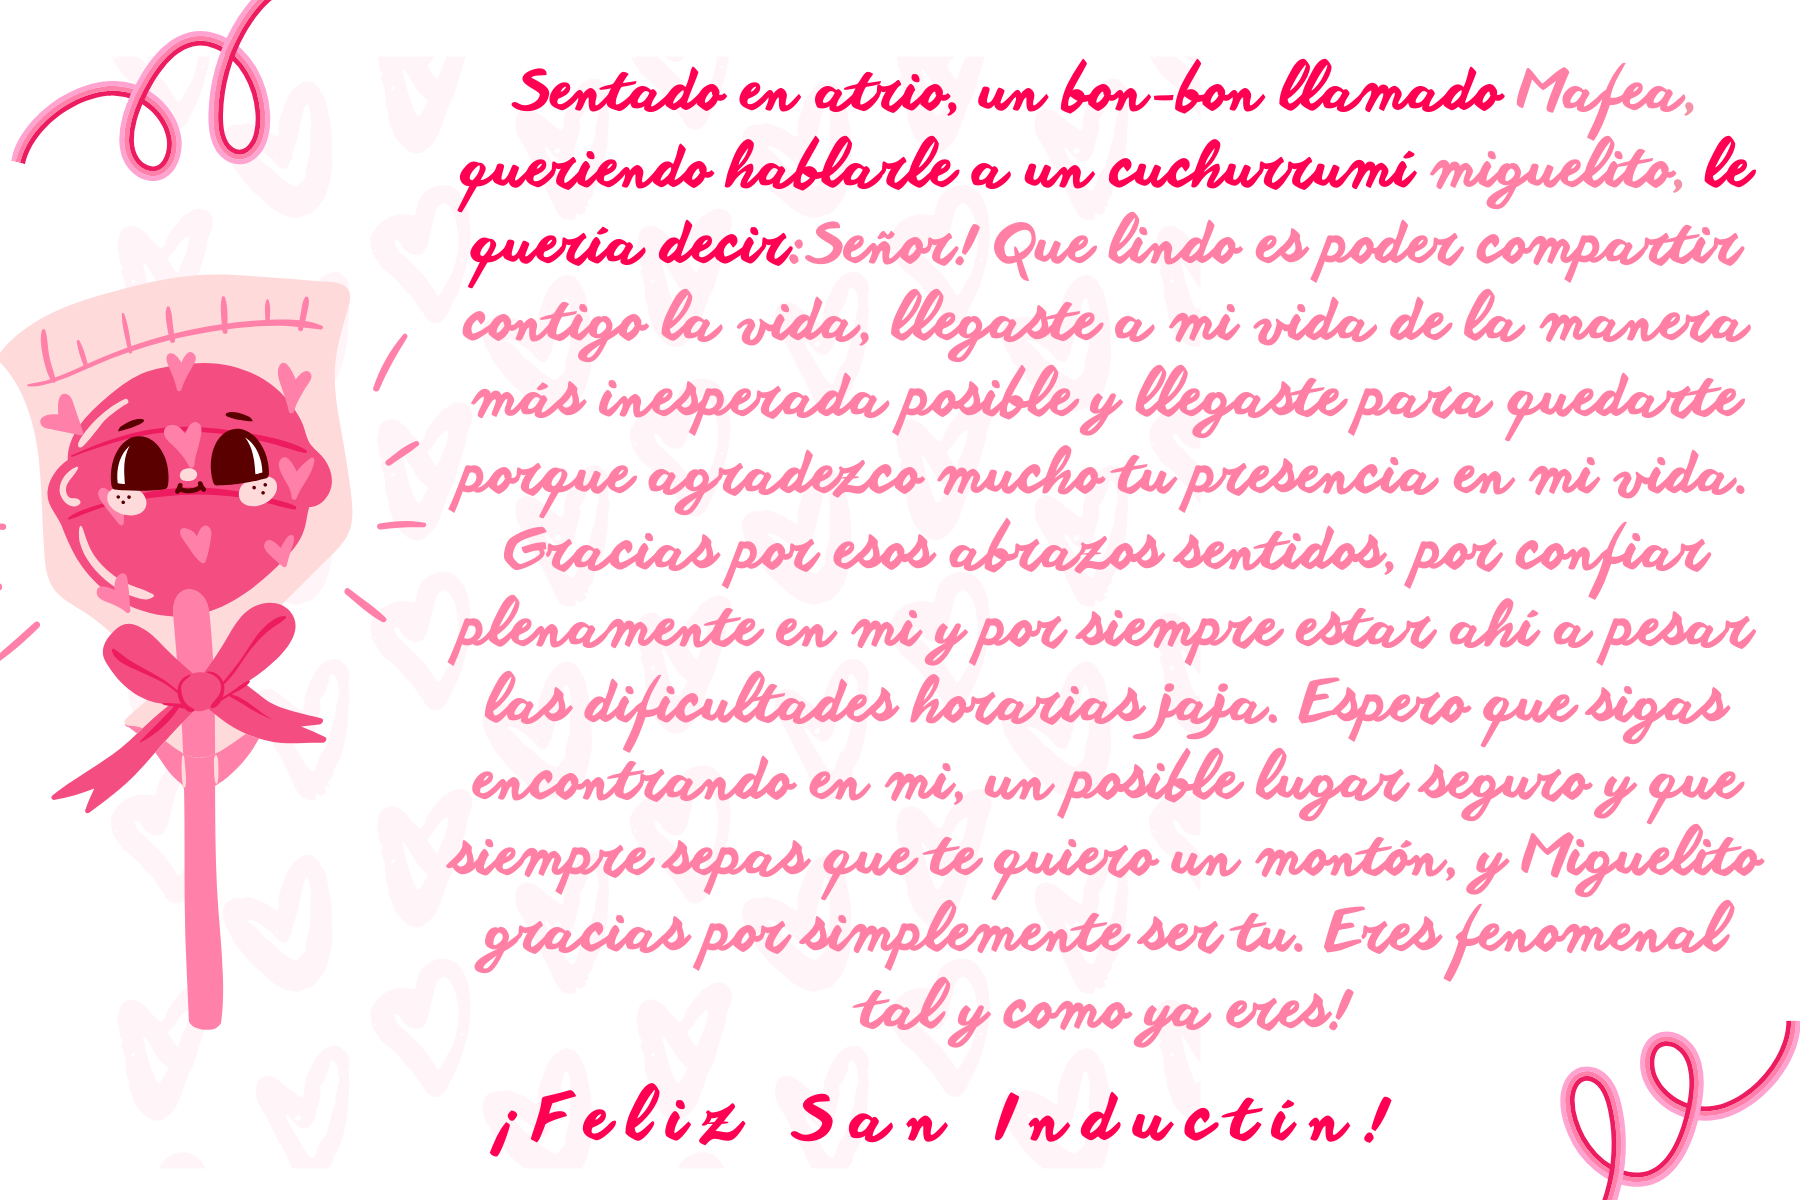 Sentado en atrio, un bon-bon llamado Mafea,
queriendo hablarle a un cuchurrumí miguelito, le
quería decir:Señor! Que lindo es poder compartir
contigo la vida, llegaste a mi vida de la manera
más inesperada posible y llegaste para quedarte
porque agradezco mucho tu presencia en mi vida.
Gracias por esos abrazos sentidos, por confiar
plenamente en mi y por siempre estar ahí a pesar
las dificultades horarias jaja. Espero que sigas
encontrando en mi, un posible lugar seguro y que
siempre sepas que te quiero un montón, y Miguelito
gracias por simplemente ser tu. Eres fenomenal
tal y como ya eres!
¡Feliz San Inductín!